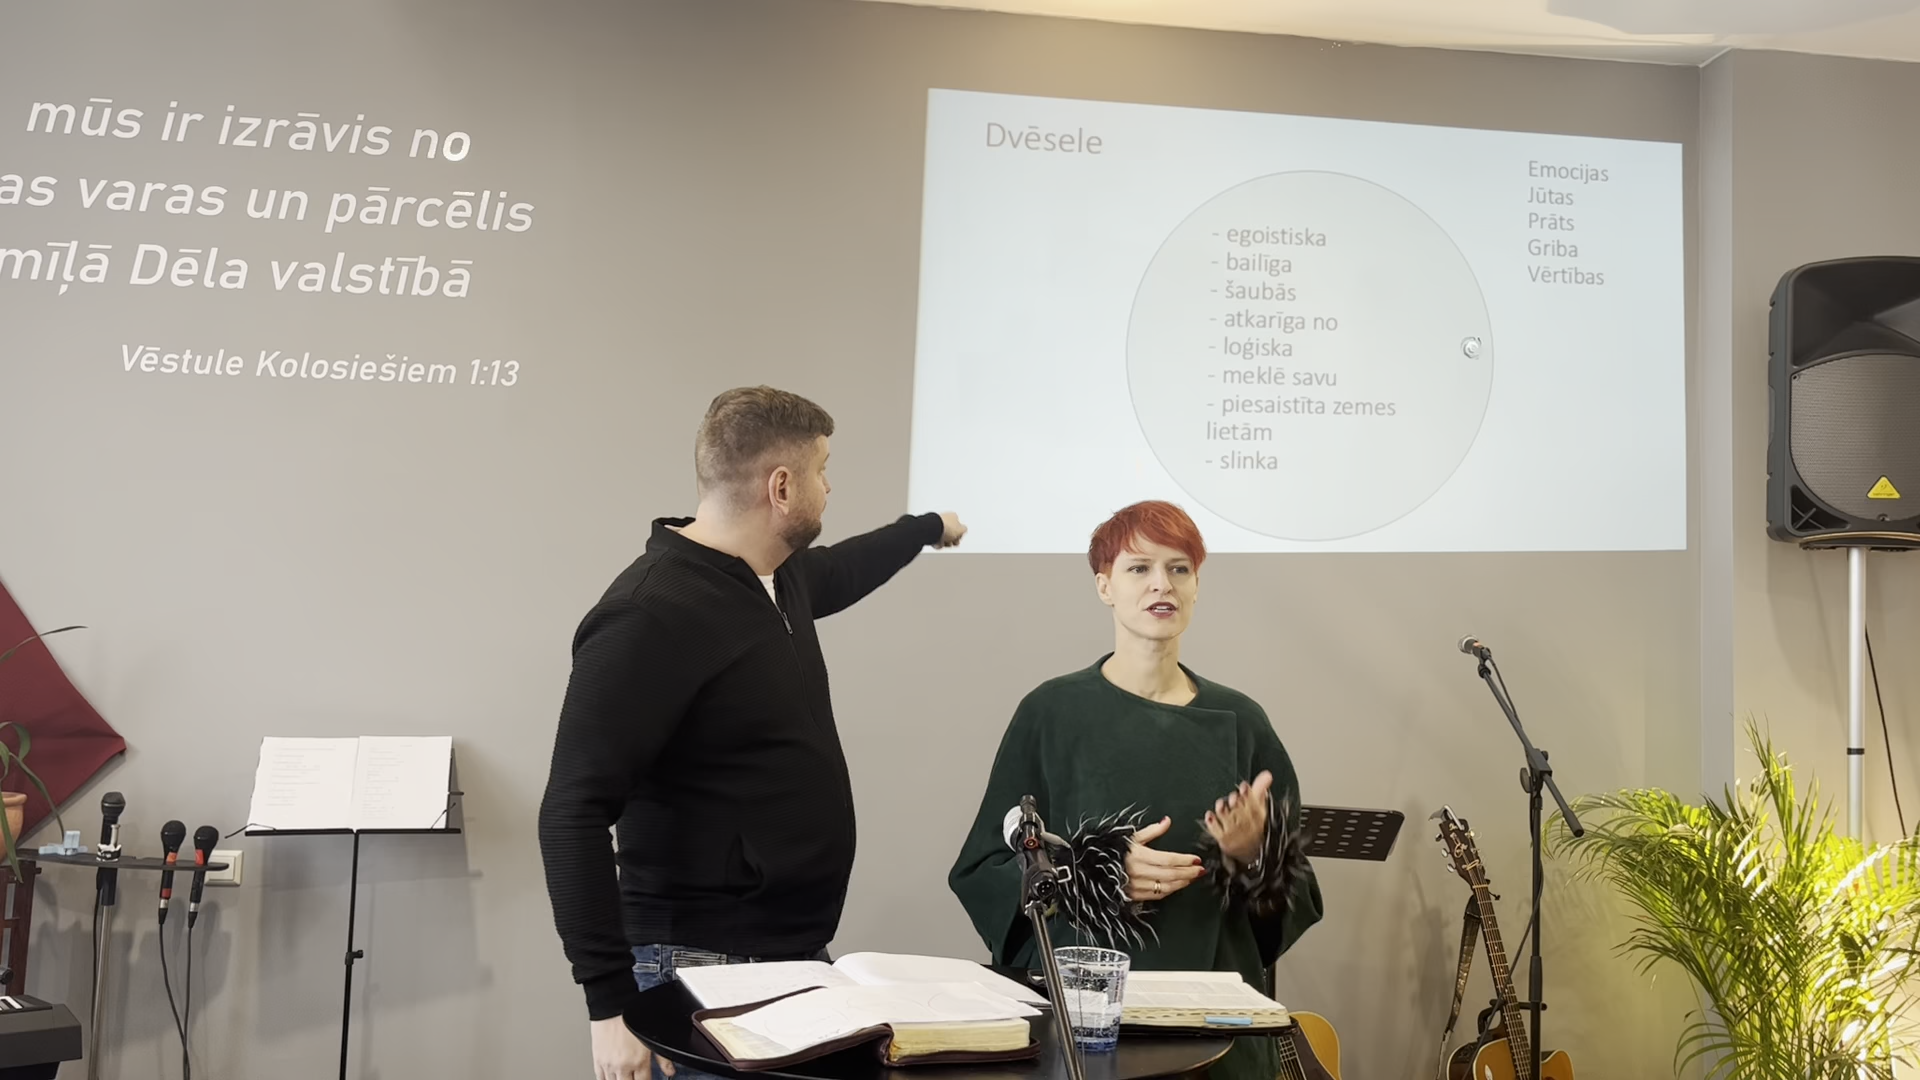 mūs ir izrāvis no
as varas un pārcēlis
mīļā Dēla valstībā
Vēstule Kolosiešiem 1:13
Dvēsele
- egoistiska
- bailīga
- šaubās
- atkarīga no
- loģiska
- meklē savu
- piesaistīta zemes
lietām
- slinka
Emocijas
Jūtas
Prāts
Griba
Vērtības